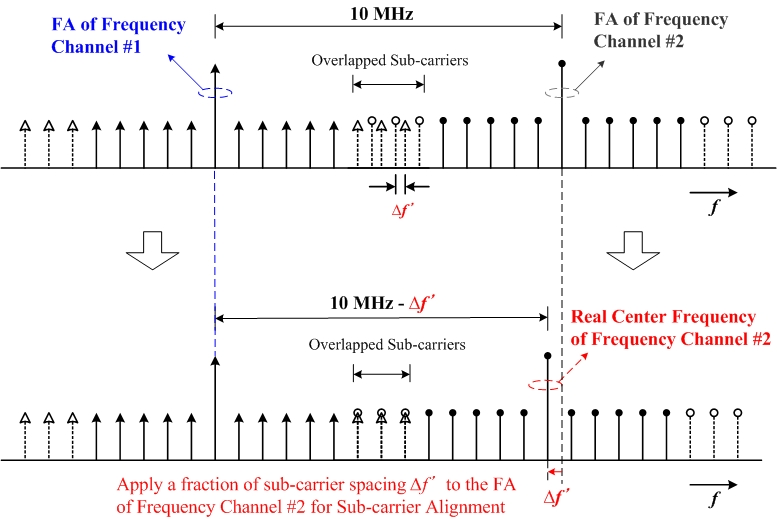 10 MHz
FA of Frequency
Channel #1
FA of Frequency
Channel #2
Overlapped Sub-carriers
Δf'
f
10 MHz - Δf'
Real Center Frequency
of Frequency Channel #2
Overlapped Sub-carriers
Apply a fraction of sub-carrier spacing Δf' to the FA
of Frequency Channel #2 for Sub-carrier Alignment
Δf'
f